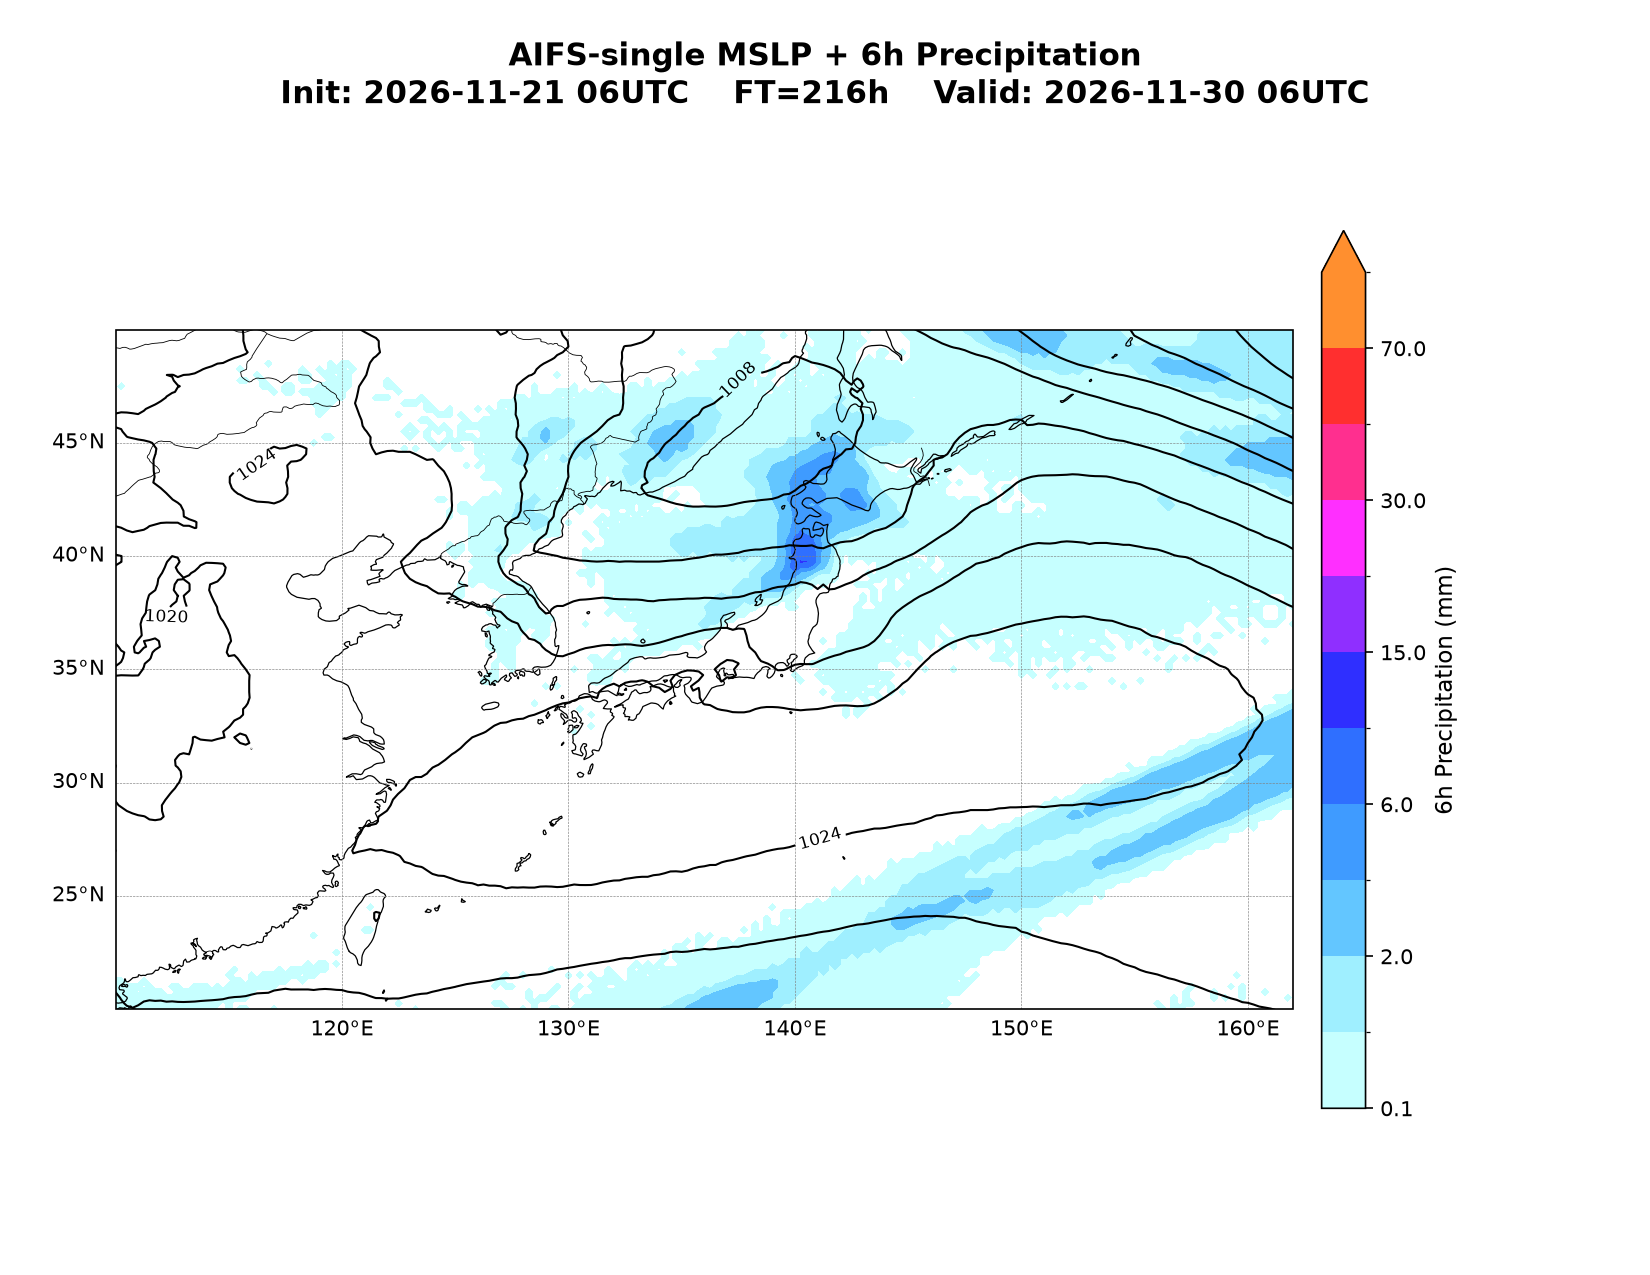 AIFS-single MSLP + 6h Precipitation
Init: 2026-11-21 06UTC    FT=216h    Valid: 2026-11-30 06UTC
70.0
1008
45°N
1024
30.0
40°N
6h Precipitation (mm)
1020
15.0
35°N
30°N
6.0
1024
25°N
2.0
120°E
130°E
140°E
150°E
160°E
0.1